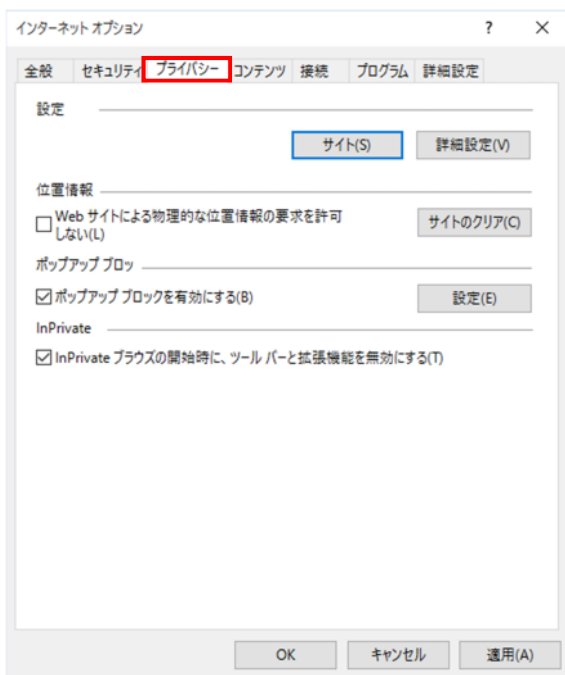 インターネット オプション ? ×
全般 セキュリティ プライバシー コンテンツ 接続 プログラム 詳細設定
設定
サイト(S) 詳細設定(V)
位置情報
Web サイトによる物理的な位置情報の要求を許可
しない(L)
サイトのクリア(C)
ポップアップ ブロッ
ポップアップ ブロックを有効にする(B) 設定(E)
InPrivate
InPrivate ブラウズの開始時に、ツール バーと拡張機能を無効にする(T)
OK キャンセル 適用(A)